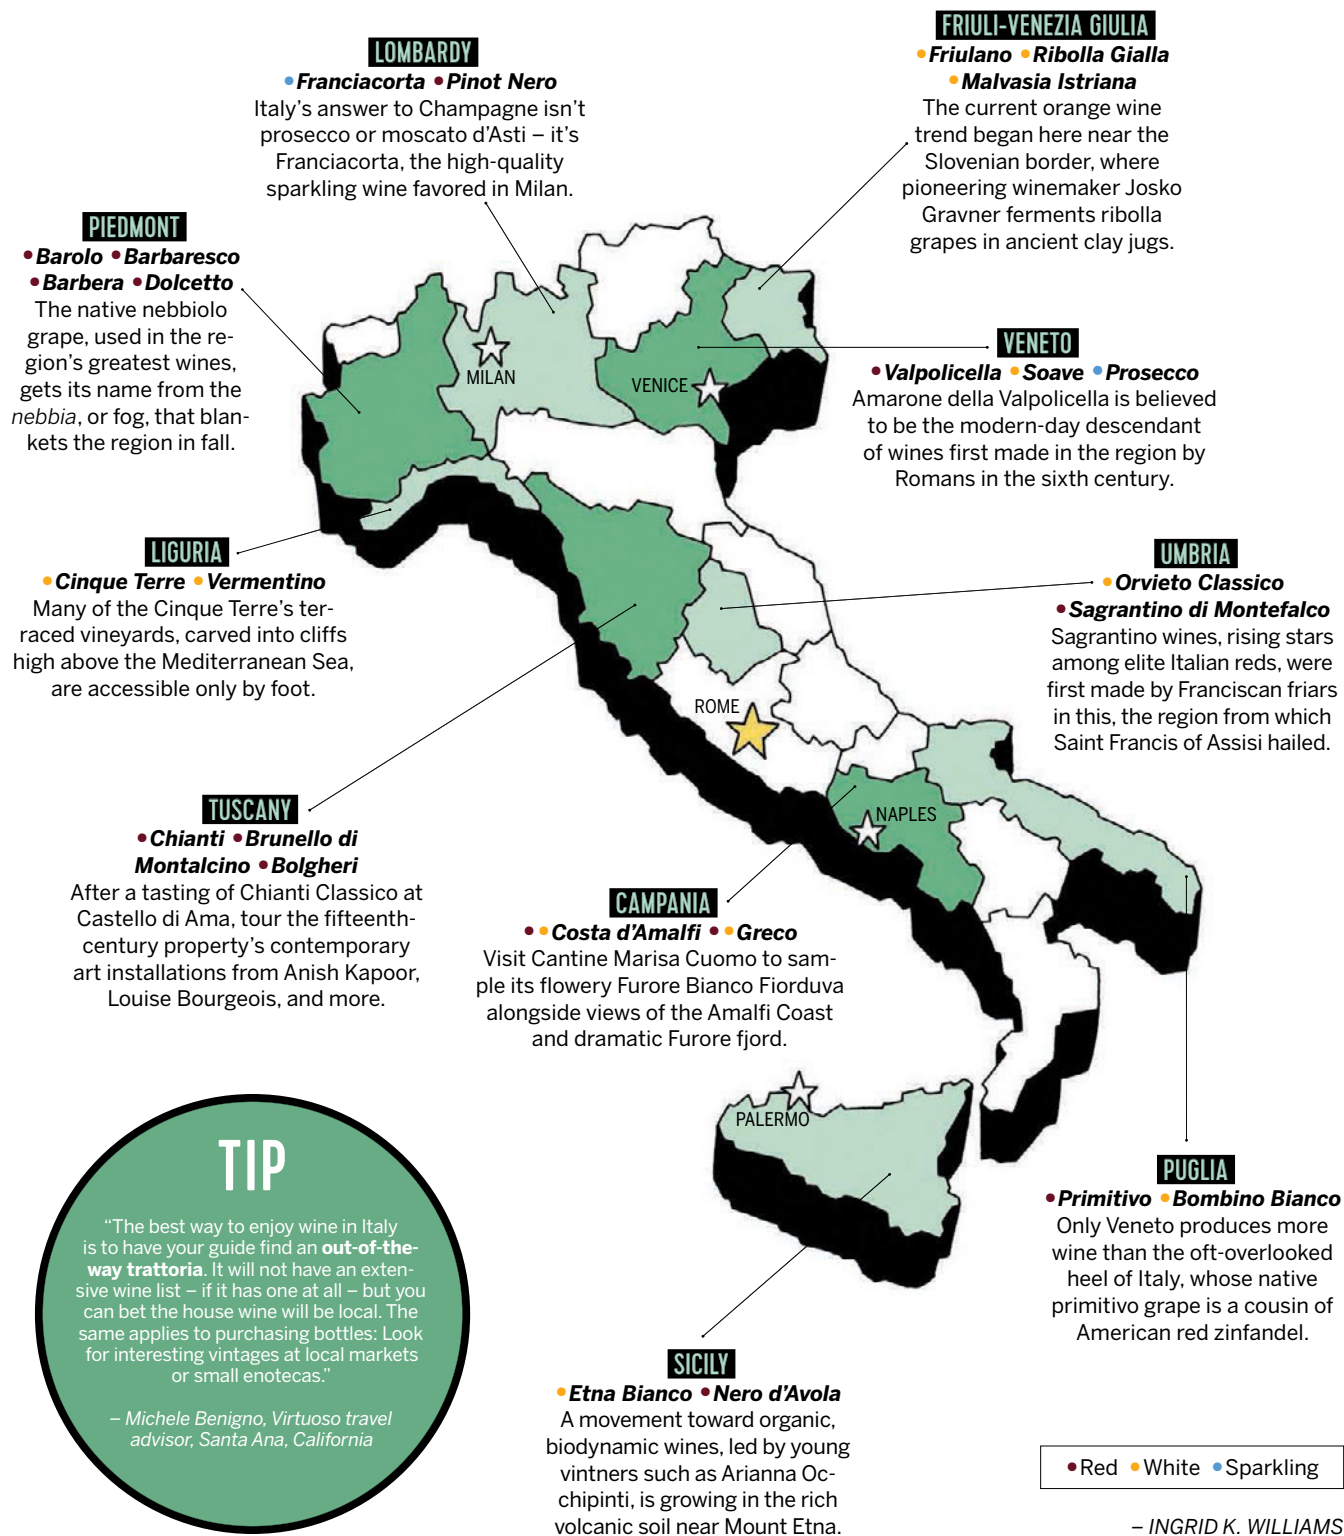 LOMBARDY
•Franciacorta •Pinot Nero
Italy’s answer to Champagne isn’t
prosecco or moscato d’Asti – it’s
Franciacorta, the high-quality
sparkling wine favored in Milan.
FRIULI-VENEZIA GIULIA
•Friulano •Ribolla Gialla
•Malvasia Istriana
The current orange wine
trend began here near the
Slovenian border, where
pioneering winemaker Josko
Gravner ferments ribolla
grapes in ancient clay jugs.
PIEDMONT
•Barolo •Barbaresco
•Barbera •Dolcetto
The native nebbiolo
grape, used in the re-
gion’s greatest wines,
gets its name from the
nebbia, or fog, that blan-
kets the region in fall.
MILAN
VENICE
VENETO
•Valpolicella •Soave •Prosecco
Amarone della Valpolicella is believed
to be the modern-day descendant
of wines first made in the region by
Romans in the sixth century.
LIGURIA
•Cinque Terre •Vermentino
Many of the Cinque Terre’s ter-
raced vineyards, carved into cliffs
high above the Mediterranean Sea,
are accessible only by foot.
UMBRIA
•Orvieto Classico
•Sagrantino di Montefalco
Sagrantino wines, rising stars
among elite Italian reds, were
first made by Franciscan friars
in this, the region from which
Saint Francis of Assisi hailed.
ROME
TUSCANY
•Chianti •Brunello di
Montalcino •Bolgheri
After a tasting of Chianti Classico at
Castello di Ama, tour the fifteenth-
century property’s contemporary
art installations from Anish Kapoor,
Louise Bourgeois, and more.
NAPLES
CAMPANIA
••Costa d’Amalfi ••Greco
Visit Cantine Marisa Cuomo to sam-
ple its flowery Furore Bianco Fiorduva
alongside views of the Amalfi Coast
and dramatic Furore fjord.
PALERMO
TIP
“The best way to enjoy wine in Italy
is to have your guide find an out-of-the-
way trattoria. It will not have an exten-
sive wine list – if it has one at all – but you
can bet the house wine will be local. The
same applies to purchasing bottles: Look
for interesting vintages at local markets
or small enotecas.”
– Michele Benigno, Virtuoso travel
advisor, Santa Ana, California
PUGLIA
•Primitivo •Bombino Bianco
Only Veneto produces more
wine than the oft-overlooked
heel of Italy, whose native
primitivo grape is a cousin of
American red zinfandel.
SICILY
•Etna Bianco •Nero d’Avola
A movement toward organic,
biodynamic wines, led by young
vintners such as Arianna Oc-
chipinti, is growing in the rich
volcanic soil near Mount Etna.
•Red •White •Sparkling
– INGRID K. WILLIAMS